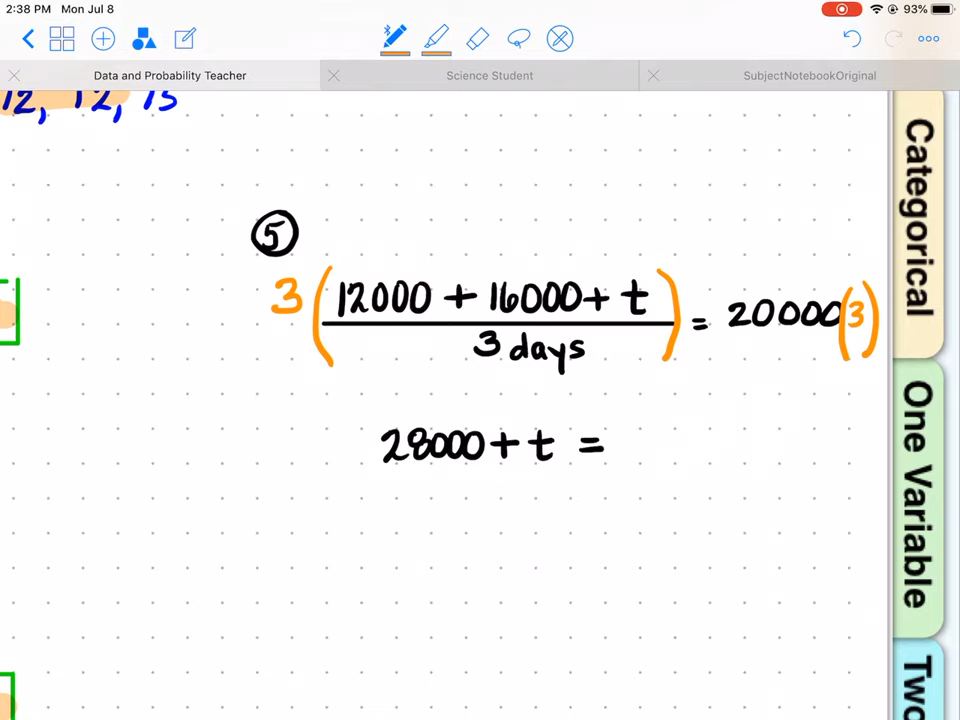 2:38 PM Mon Jul 8 93%
Data and Probability Teacher Science Student SubjectNotebookOriginal
12, 12, 15
5
3(12000 + 16000 + t) = 20000(3)
3 days
28000 + t =
Categorical
One Variable
Two